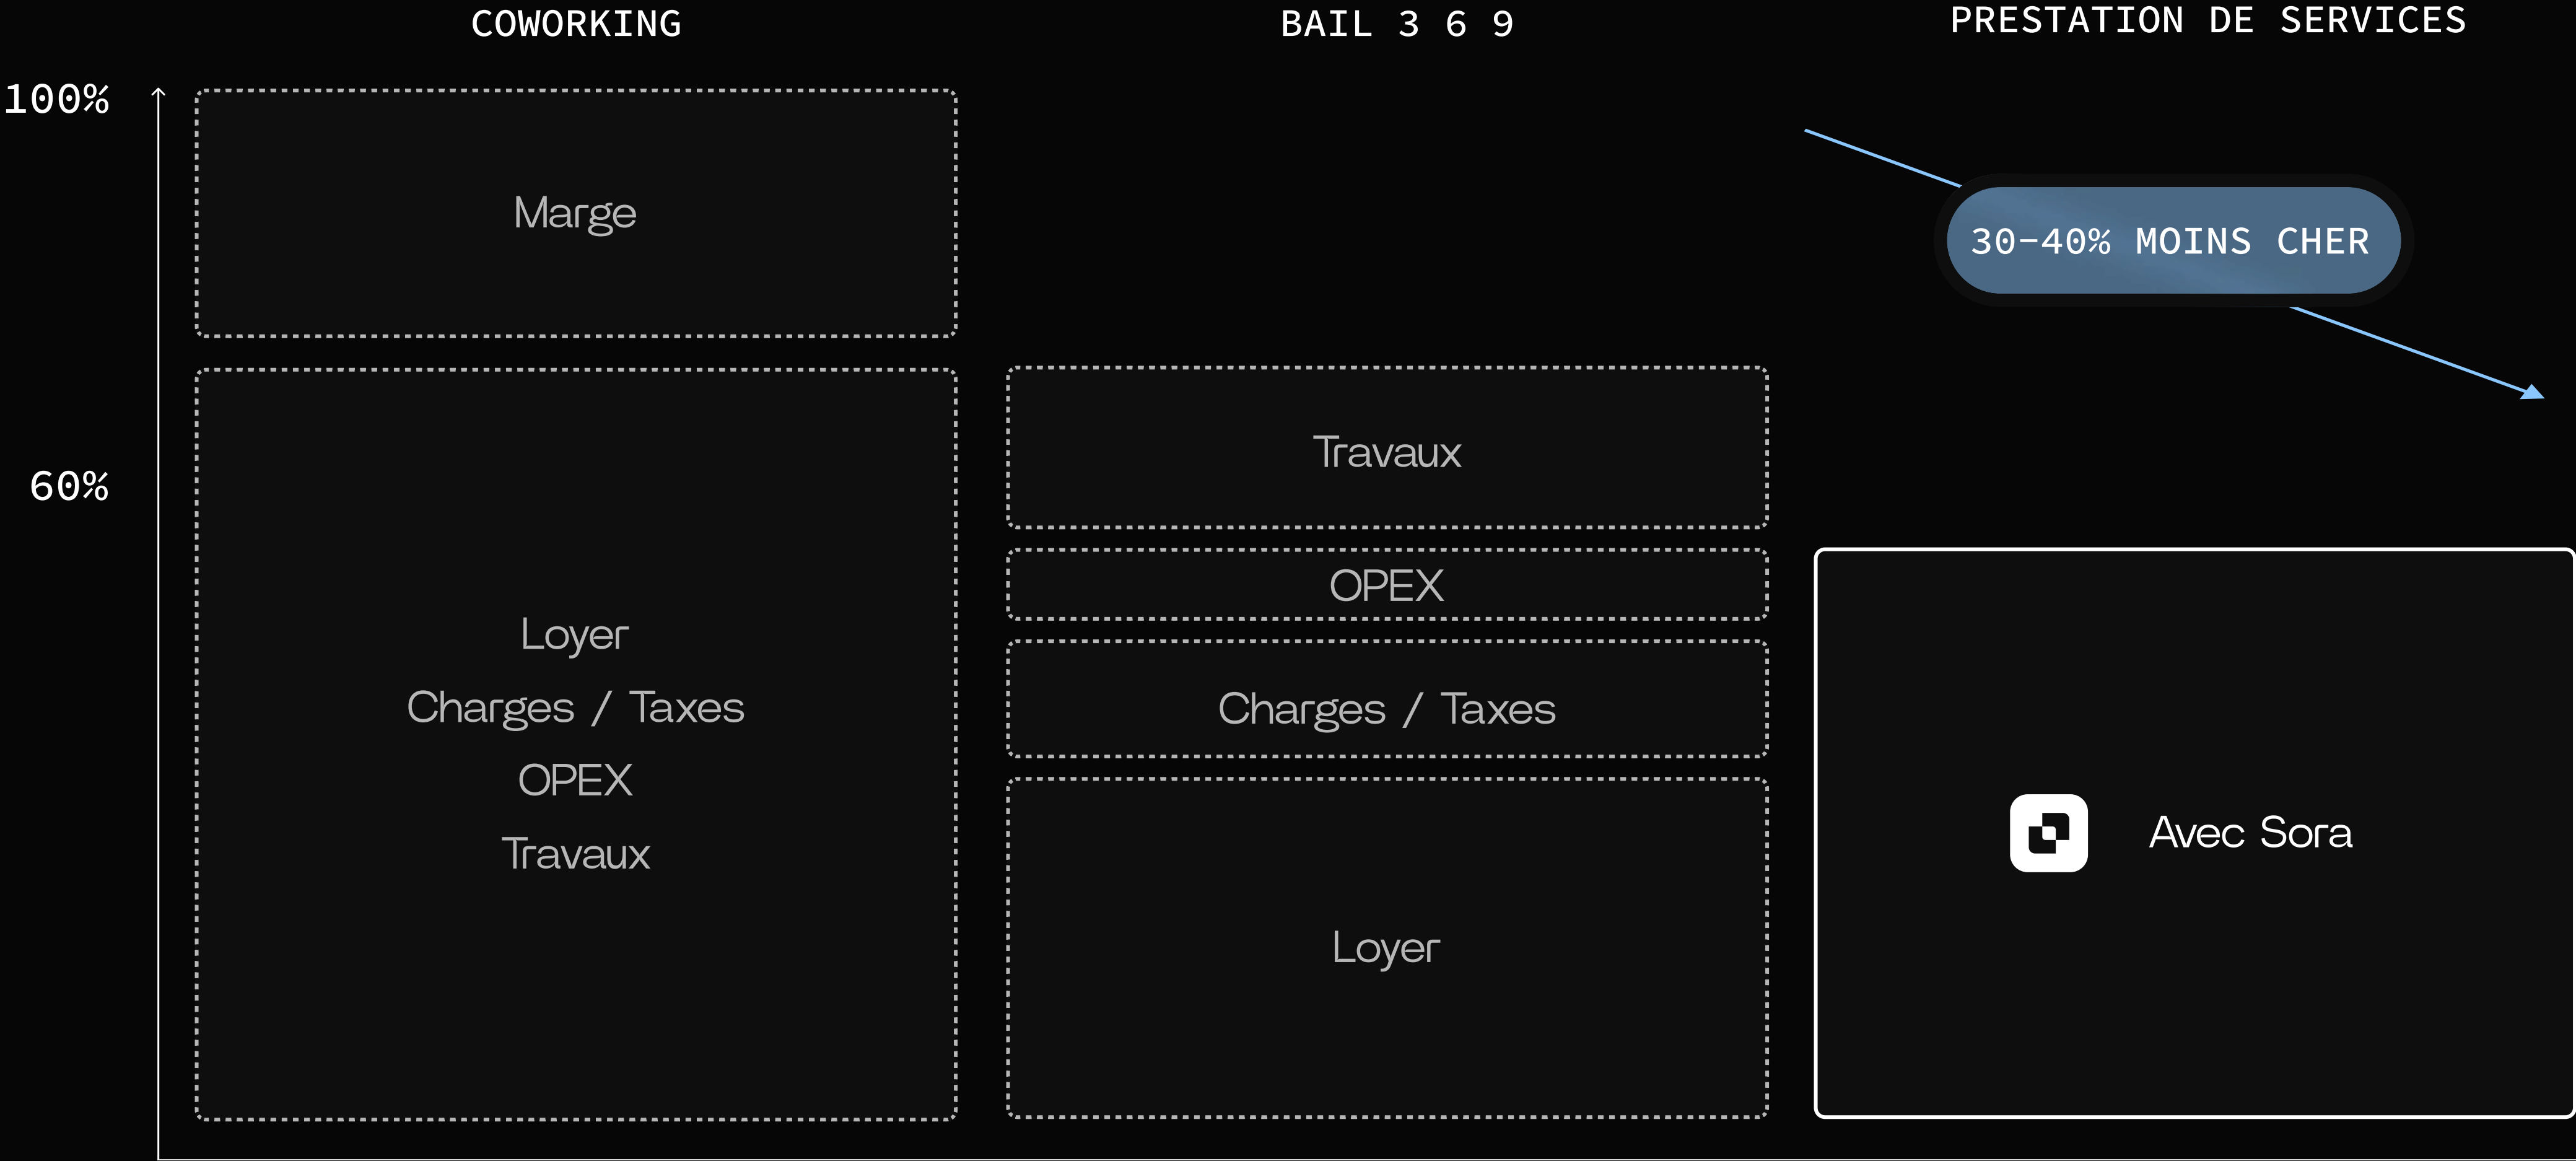 COWORKING
BAIL 3 6 9
PRESTATION DE SERVICES
100%
60%
Marge
Loyer
Charges / Taxes
OPEX
Travaux
Travaux
OPEX
Charges / Taxes
Loyer
30-40% MOINS CHER
Avec Sora